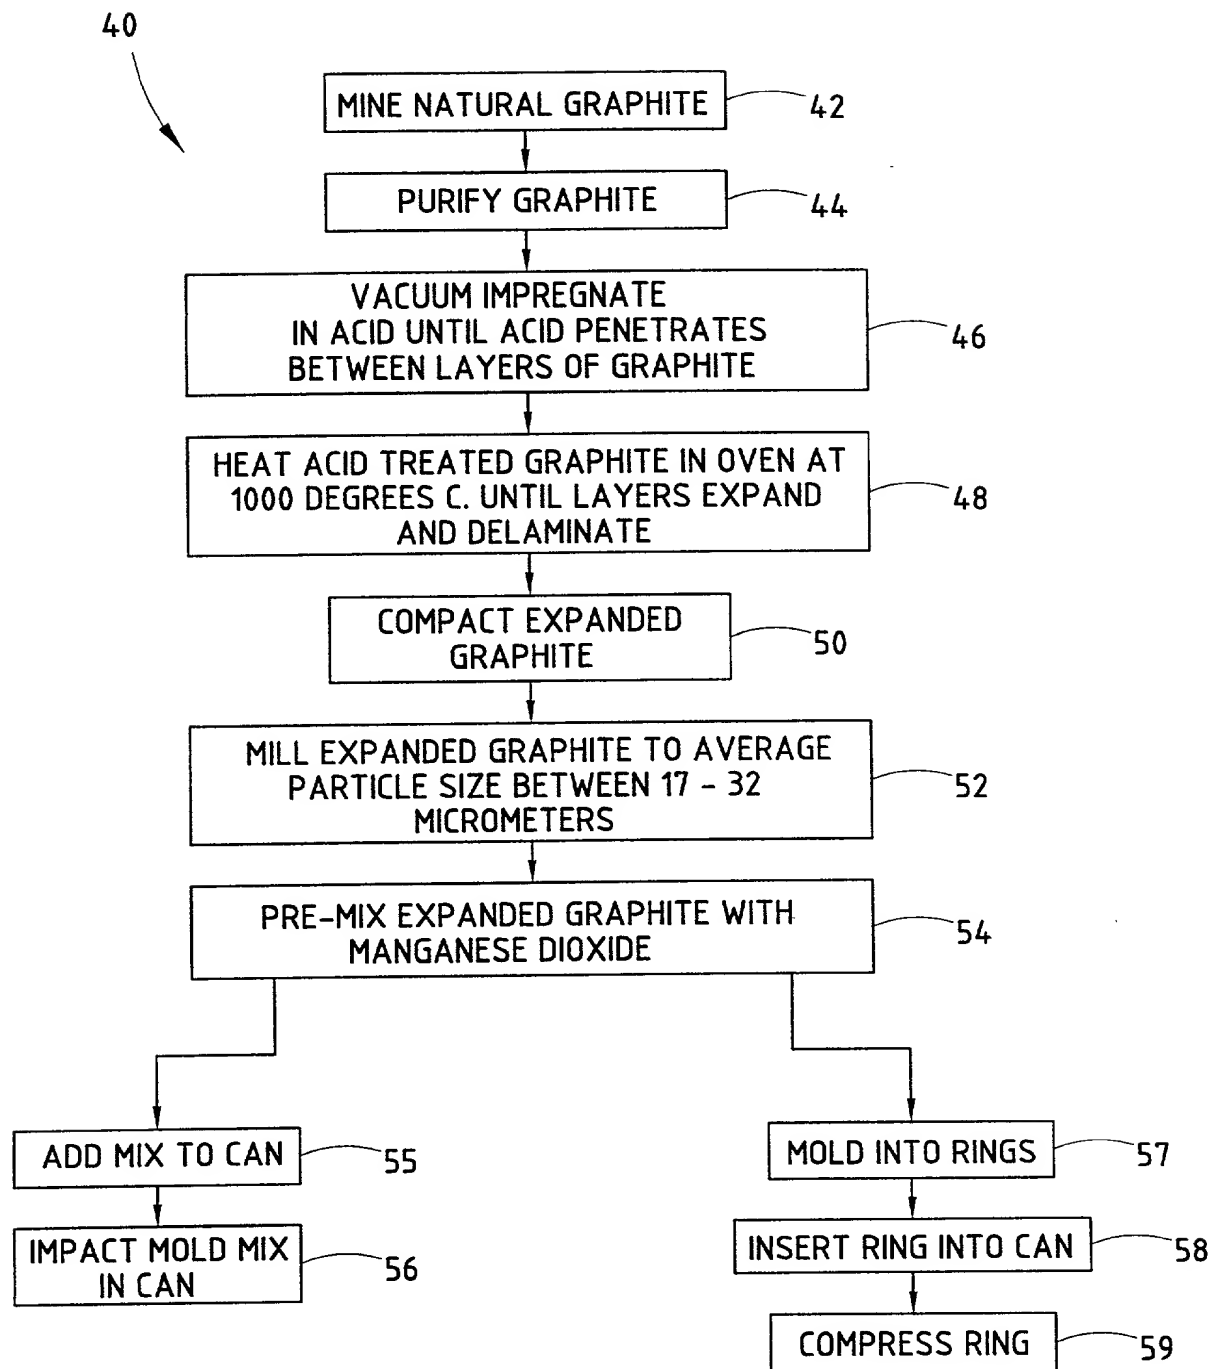 40
MINE NATURAL GRAPHITE
42
PURIFY GRAPHITE
44
VACUUM IMPREGNATE
IN ACID UNTIL ACID PENETRATES
BETWEEN LAYERS OF GRAPHITE
46
HEAT ACID TREATED GRAPHITE IN OVEN AT
1000 DEGREES C. UNTIL LAYERS EXPAND
AND DELAMINATE
48
COMPACT EXPANDED
GRAPHITE
50
MILL EXPANDED GRAPHITE TO AVERAGE
PARTICLE SIZE BETWEEN 17 - 32
MICROMETERS
52
PRE-MIX EXPANDED GRAPHITE WITH
MANGANESE DIOXIDE
54
ADD MIX TO CAN
55
IMPACT MOLD MIX
IN CAN
56
MOLD INTO RINGS
57
INSERT RING INTO CAN
58
COMPRESS RING
59